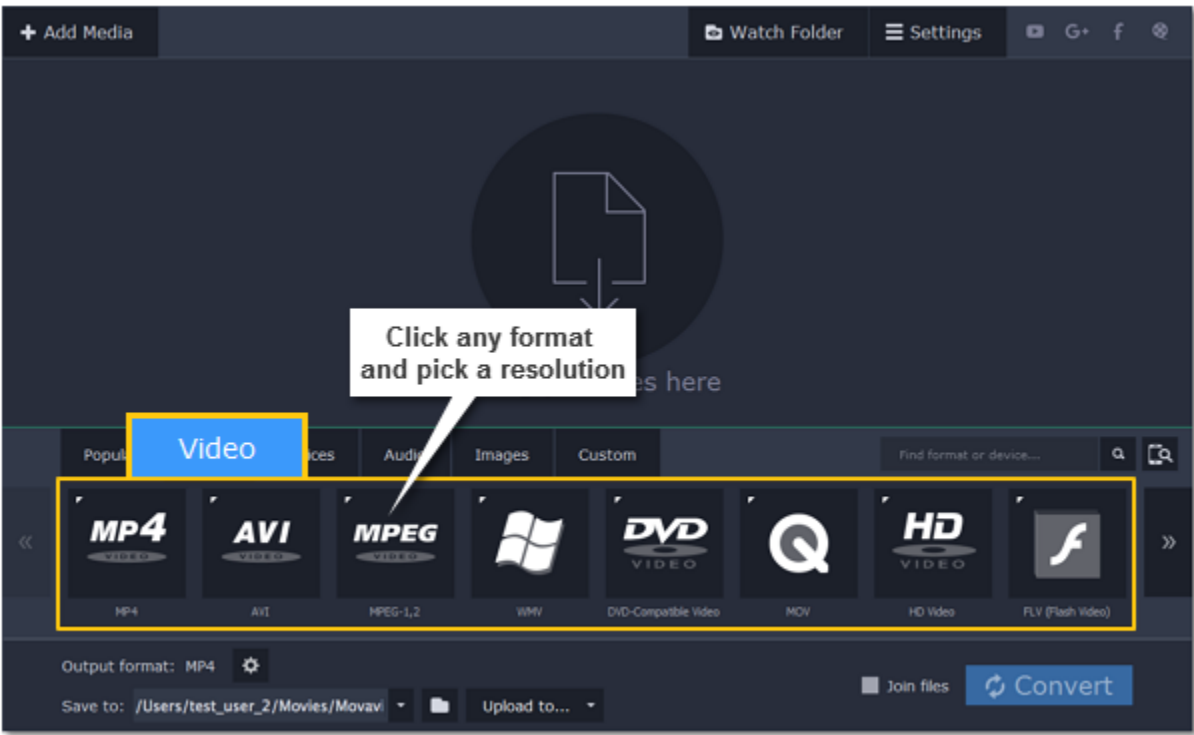 + Add Media
Watch Folder
Settings
G+
f
Click any format
and pick a resolution
es here
Popul
Video
ices
Audio
Images
Custom
Find format or device...
MP4
VIDEO
AVI
VIDEO
MPEG
VIDEO
DVD
VIDEO
Q
HD
VIDEO
f
«
»
MP4
AVI
MPEG-1,2
WMV
DVD-Compatible Video
MOV
HD Video
FLV (Flash Video)
Output format: MP4
Join files
Convert
Save to: /Users/test_user_2/Movies/Movavi
Upload to...